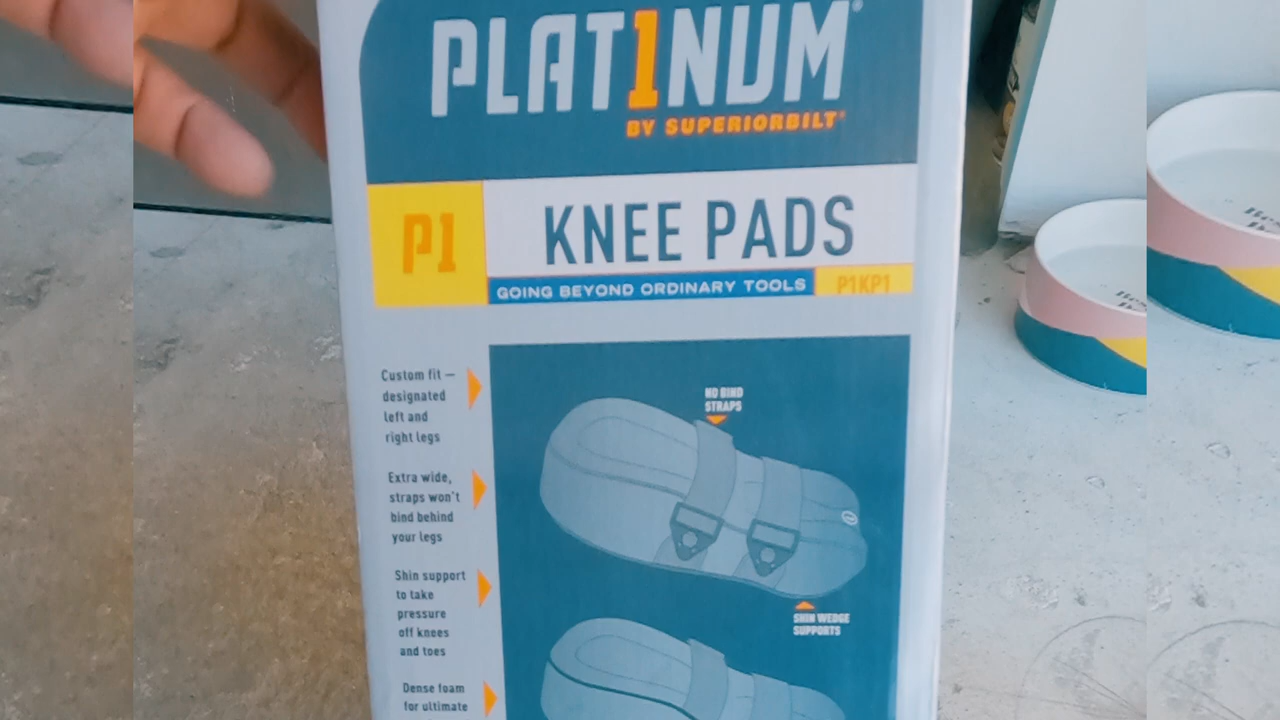 PLAT1NUM®
BY SUPERIORBILT®
P1
KNEE PADS
GOING BEYOND ORDINARY TOOLS
P1KP1
Custom fit —
designated
left and
right legs
Extra wide,
straps won't
bind behind
your legs
Shin support
to take
pressure
off knees
and toes
Dense foam
for ultimate
NO BIND
STRAPS
SHIN WEDGE
SUPPORTS